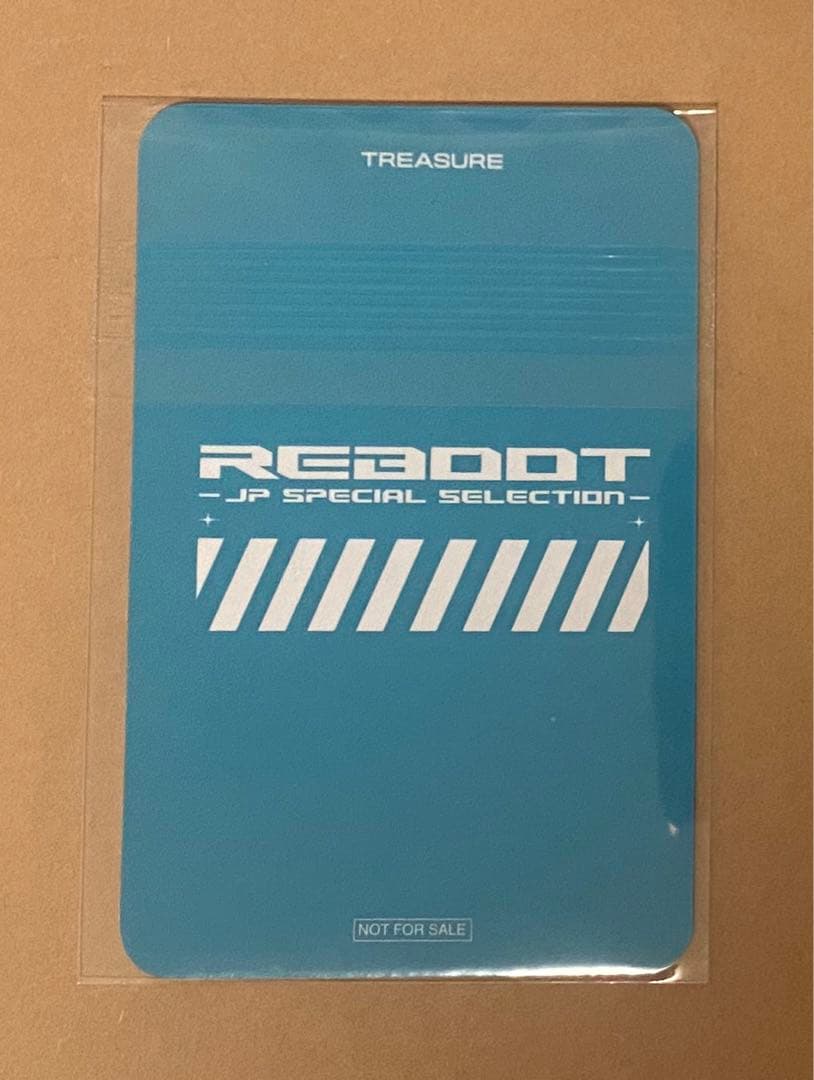 TREASURE
REBOOT
-JP SPECIAL SELECTION-
NOT FOR SALE